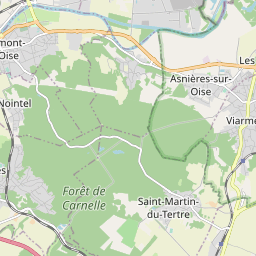 mont-
Oise
Les
Asnières-sur-
Oise
Nointel
Viarme
Forêt de
Carnelle
Saint-Martin-
du-Tertre